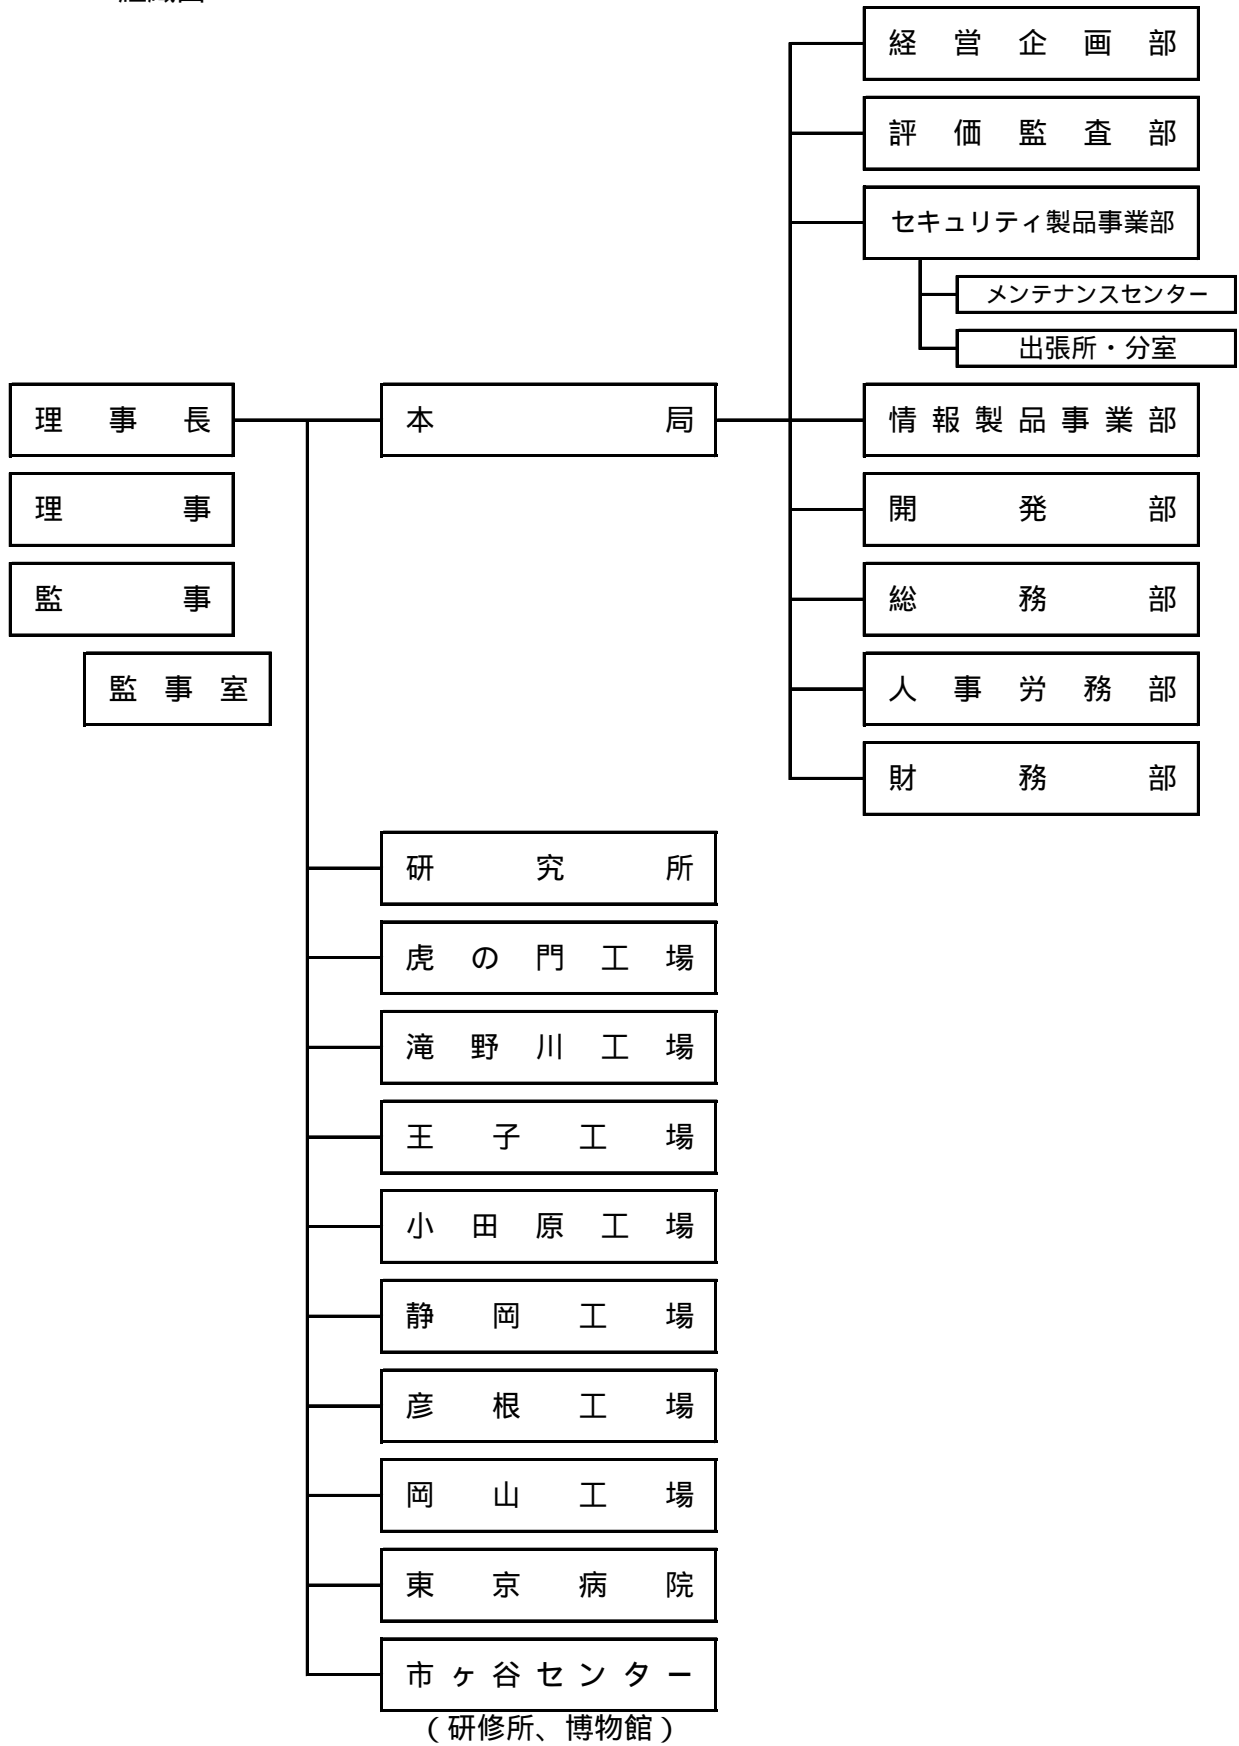 経営企画部
評価監査部
セキュリティ製品事業部
メンテナンスセンター
出張所・分室
理事長
本局
情報製品事業部
理事
開発部
監事
総務部
監事室
人事労務部
財務部
研究所
虎の門工場
滝野川工場
王子工場
小田原工場
静岡工場
彦根工場
岡山工場
東京病院
市ヶ谷センター
(研修所、博物館)